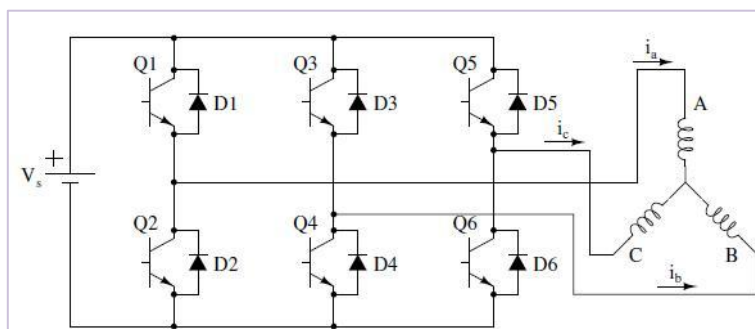 Q1 Q3 Q5 i_a
D1 D3 D5 A
i_c
+
V_s
Q2 Q4 Q6
D2 D4 D6 C B
i_b